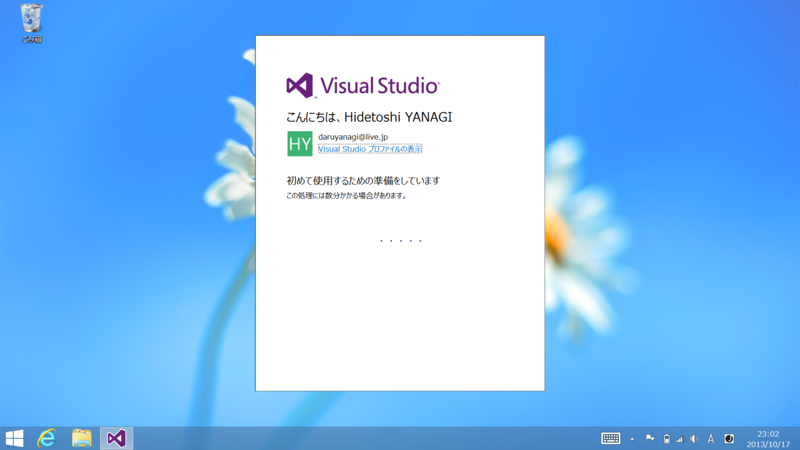 ごみ箱
Visual Studio
こんにちは、Hidetoshi YANAGI
HY
daruyanagi@live.jp
Visual Studio プロファイルの表示
初めて使用するための準備をしています
この処理には数分かかる場合があります。
A
23:02
2013/10/17